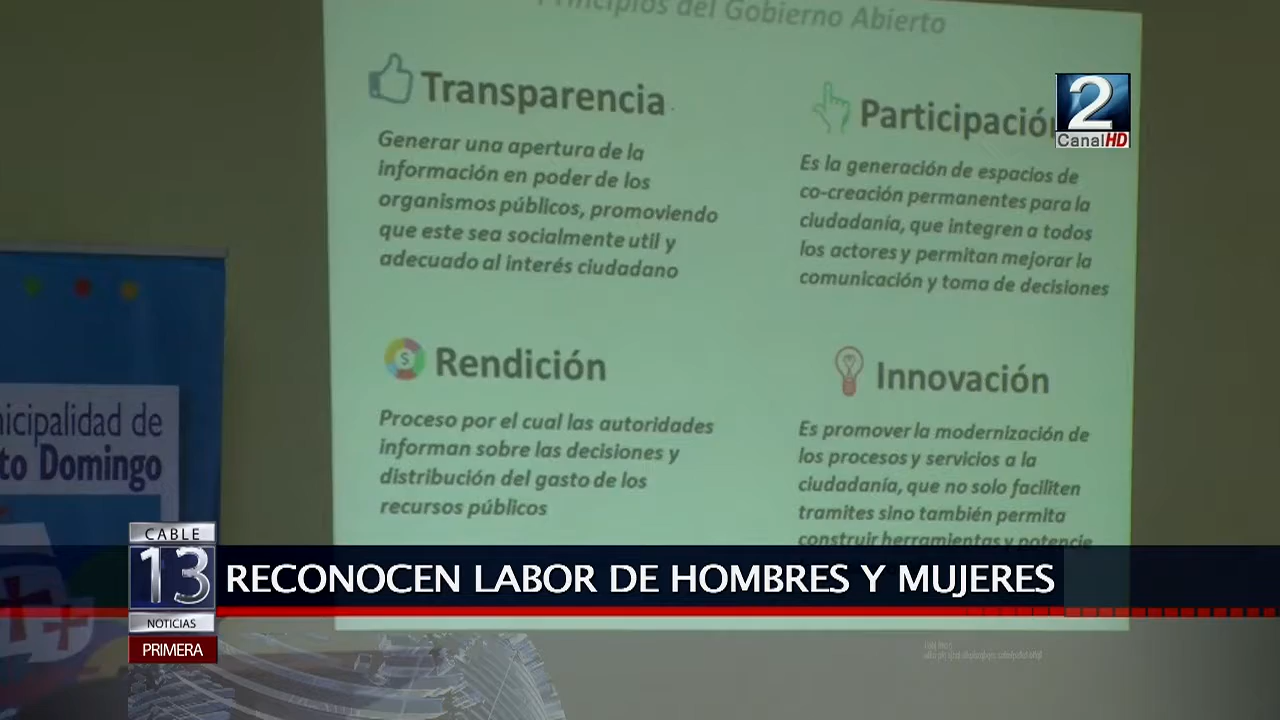 Principios del Gobierno Abierto
Transparencia
Generar una apertura de la
información en poder de los
organismos públicos, promoviendo
que este sea socialmente util y
adecuado al interés ciudadano
Participación
Es la generación de espacios de
co-creación permanentes para la
ciudadanía, que integren a todos
los actores y permitan mejorar la
comunicación y toma de decisiones
Rendición
Proceso por el cual las autoridades
informan sobre las decisiones y
distribución del gasto de los
recursos públicos
Innovación
Es promover la modernización de
los procesos y servicios a la
ciudadanía, que no solo faciliten
tramites sino también permita
construir herramientas y potencie
2
CanalHD
nicipalidad de
to Domingo
CABLE
13
NOTICIAS
PRIMERA
RECONOCEN LABOR DE HOMBRES Y MUJERES